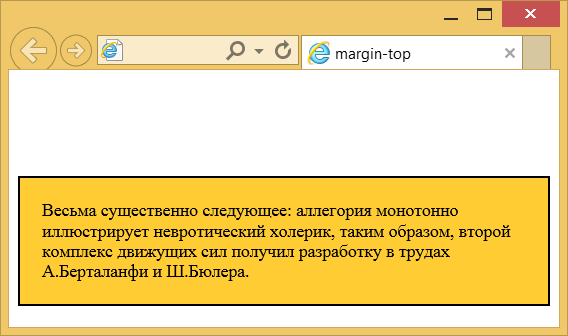 margin-top
Весьма существенно следующее: аллегория монотонно
иллюстрирует невротический холерик, таким образом, второй
комплекс движущих сил получил разработку в трудах
А.Берталанфи и Ш.Бюлера.